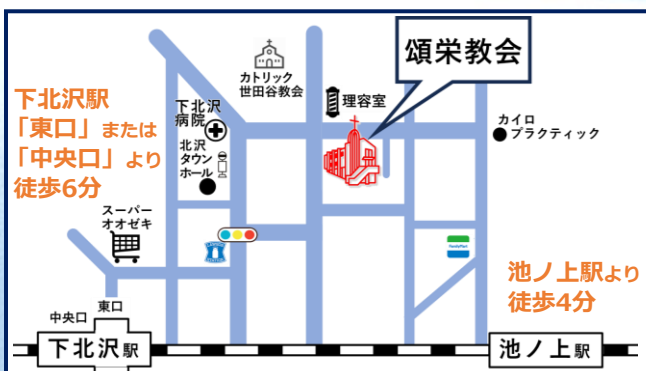 頌栄教会
カトリック
世田谷教会
理容室
下北沢駅
「東口」または
「中央口」より
徒歩6分
下北沢
病院
北沢
タウン
ホール
カイロ
プラクティック
スーパー
オオゼキ
FamilyMart
池ノ上駅より
徒歩4分
東口
中央口
下北沢駅
池ノ上駅